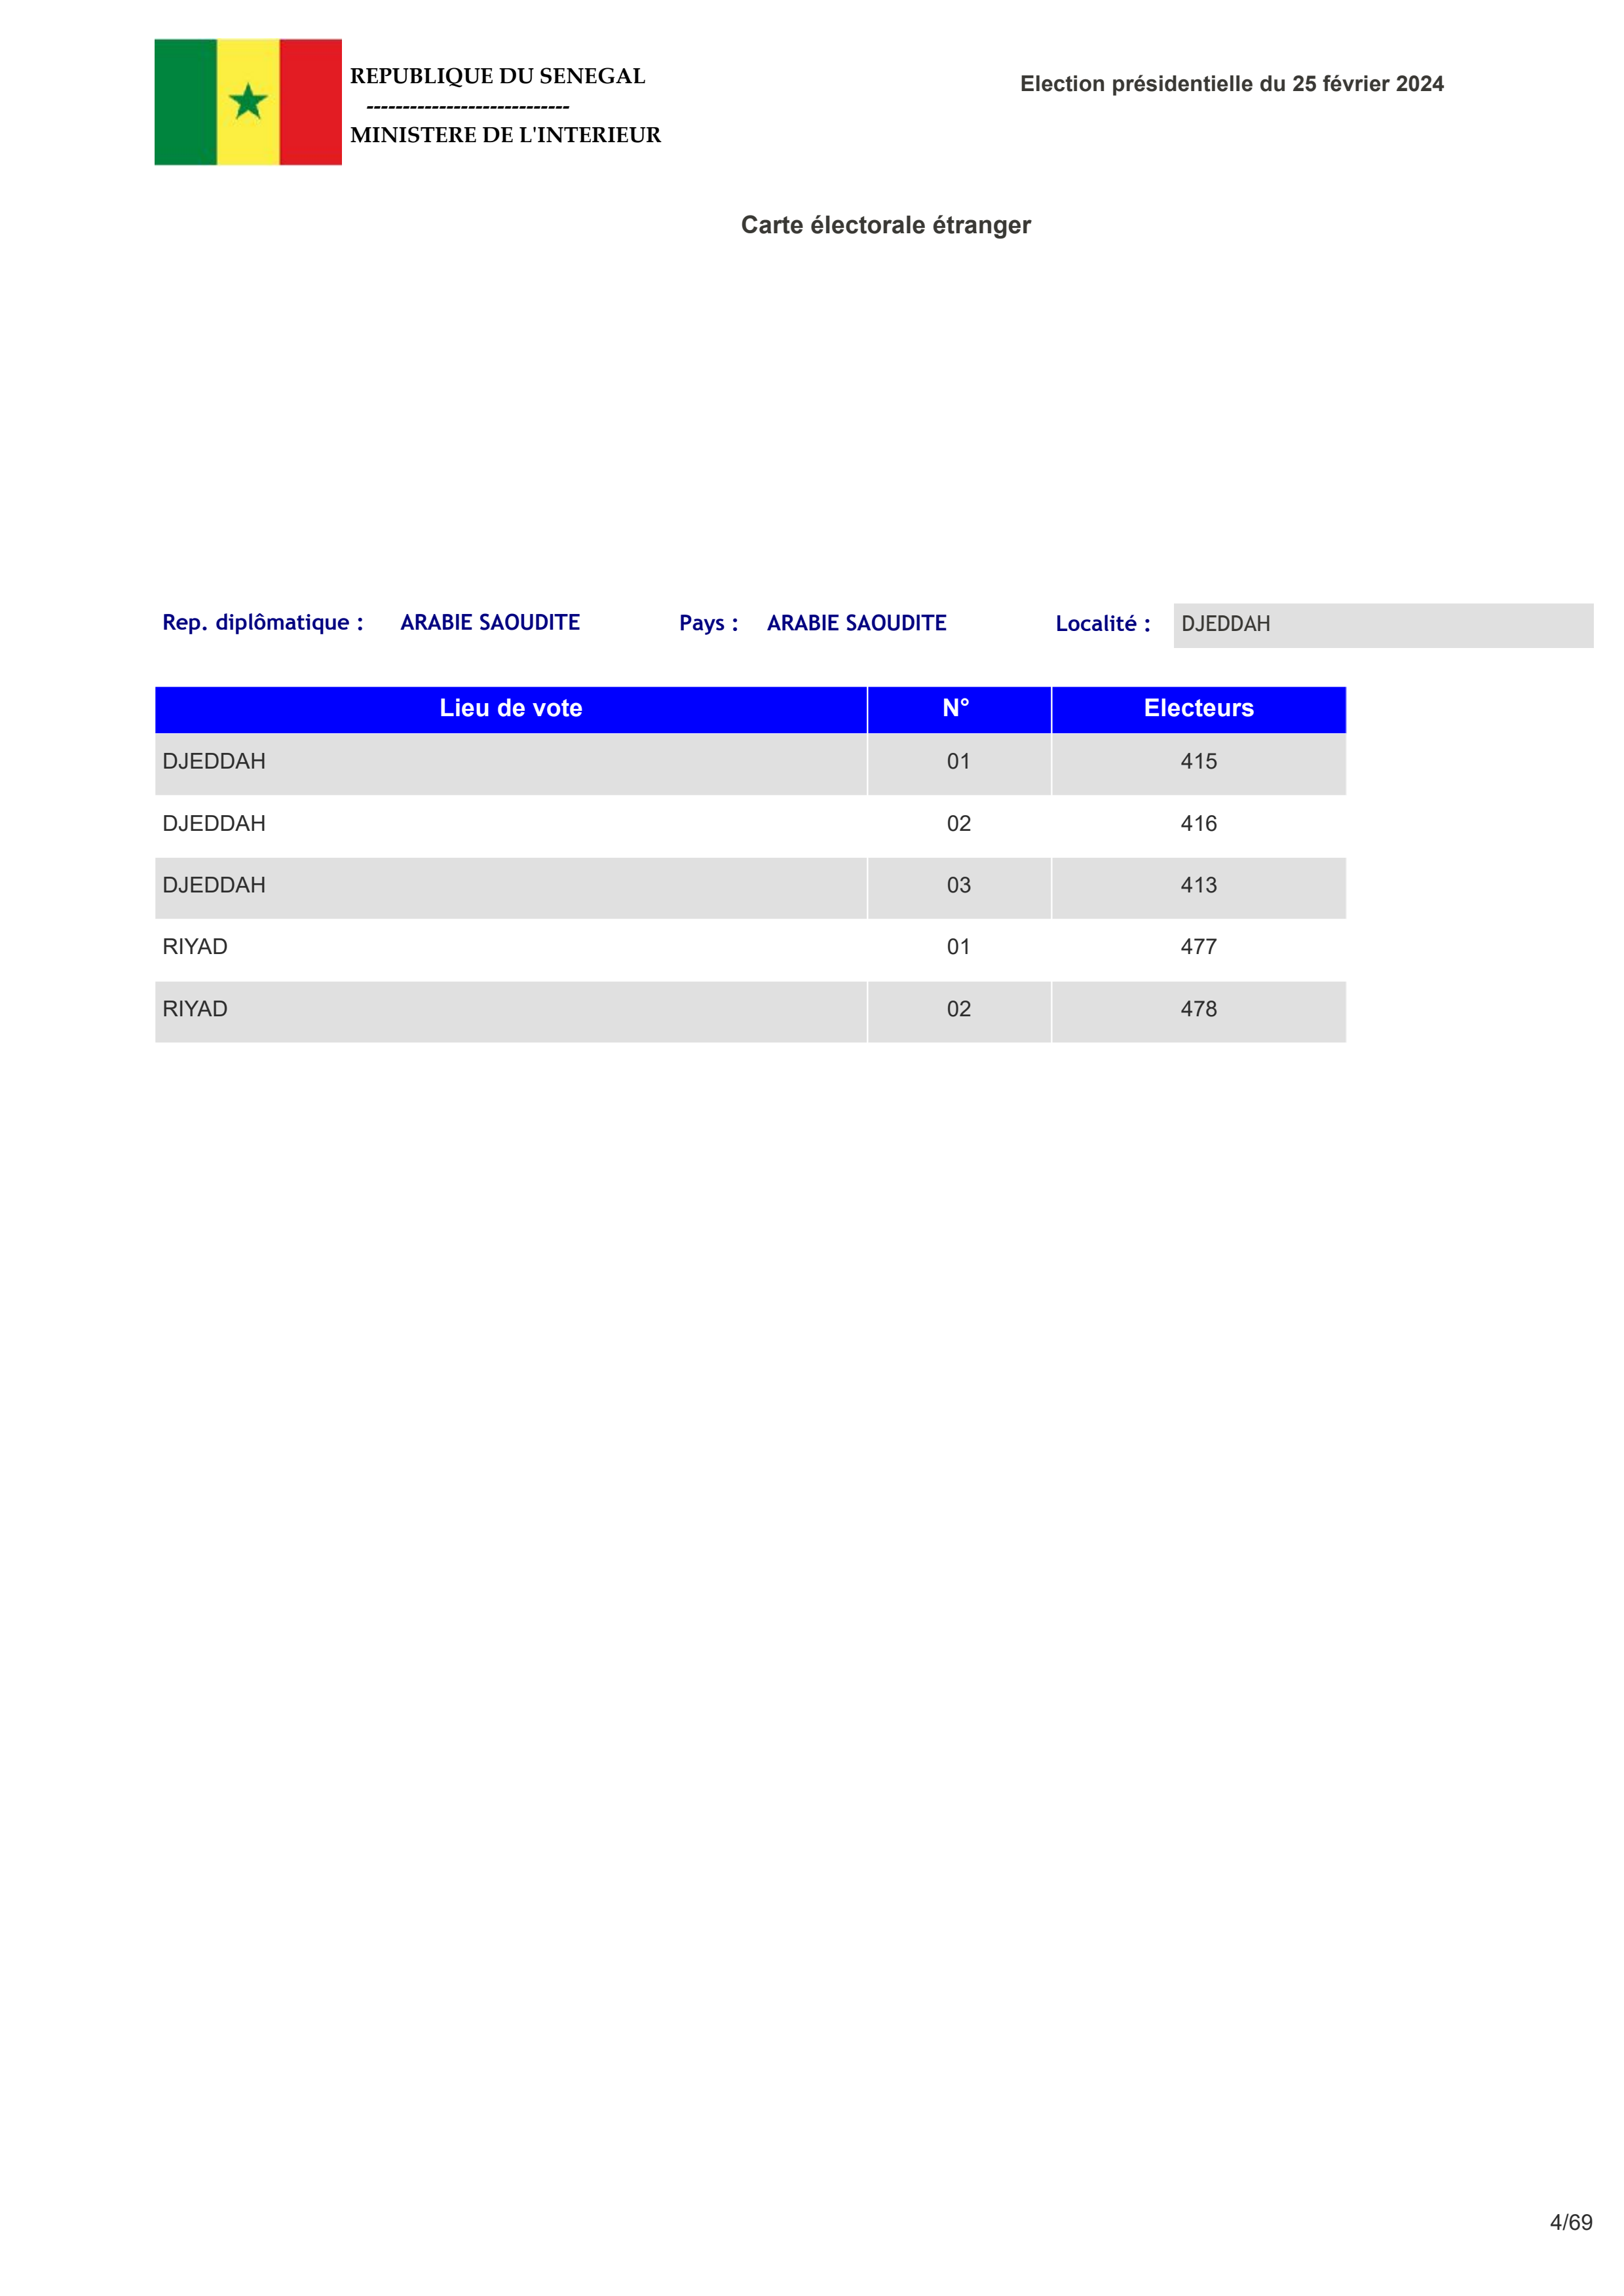 REPUBLIQUE DU SENEGAL
----------------------------
MINISTERE DE L'INTERIEUR
Election présidentielle du 25 février 2024
Carte électorale étranger
Rep. diplômatique : ARABIE SAOUDITE Pays : ARABIE SAOUDITE Localité : DJEDDAH
Lieu de vote N° Electeurs
DJEDDAH 01 415
DJEDDAH 02 416
DJEDDAH 03 413
RIYAD 01 477
RIYAD 02 478
4/69